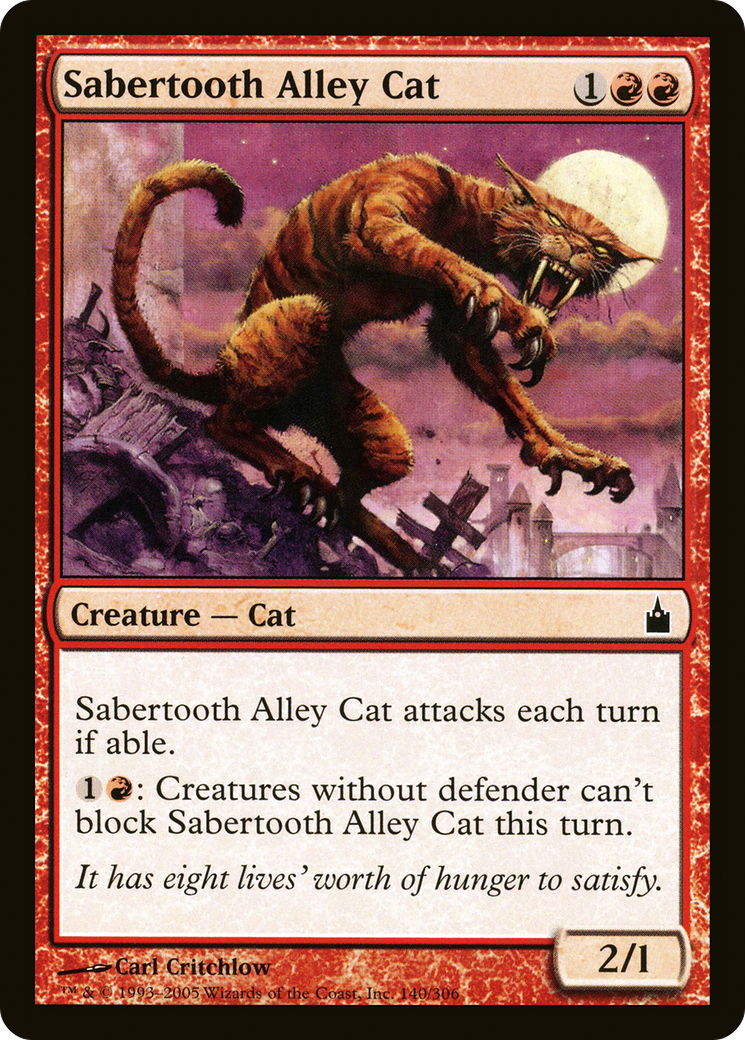 Sabertooth Alley Cat 1
Creature — Cat
Sabertooth Alley Cat attacks each turn
if able.
1: Creatures without defender can't
block Sabertooth Alley Cat this turn.
It has eight lives' worth of hunger to satisfy.
2/1
Carl Critchlow
™ & © 1993–2005 Wizards of the Coast, Inc. 140/306